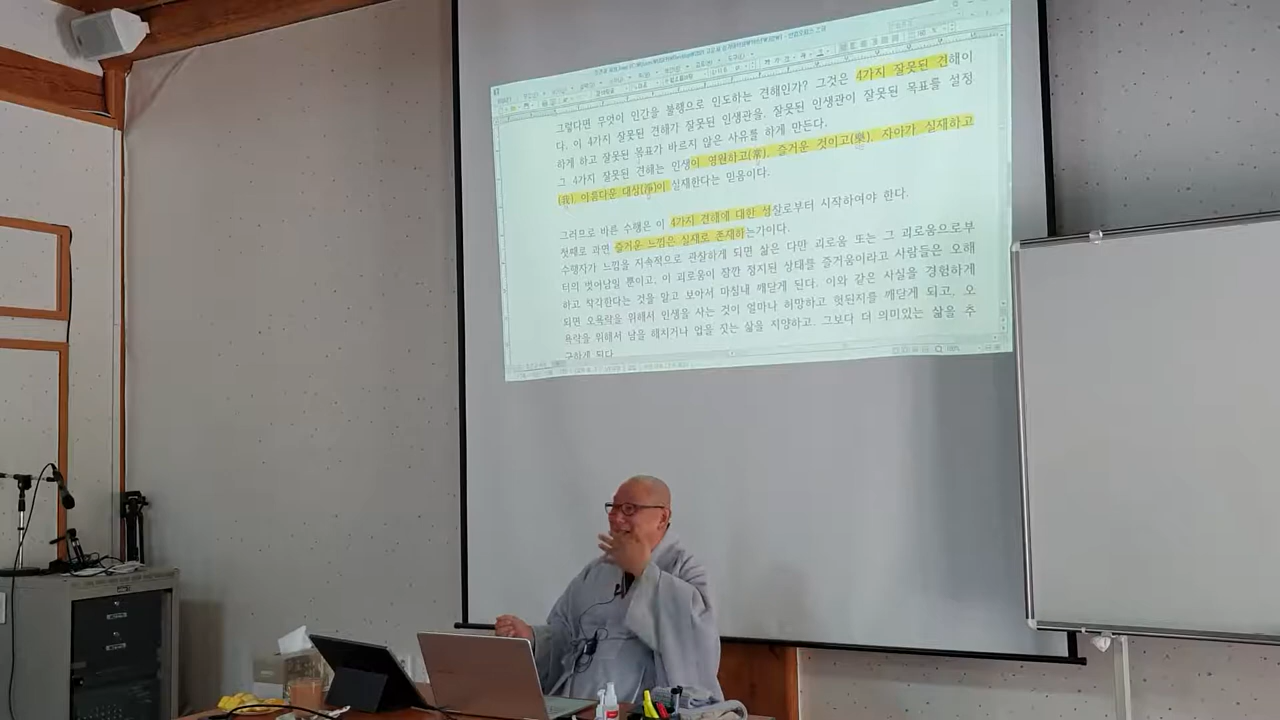 그렇다면 무엇이 인간을 불행으로 인도하는 견해인가? 그것은 4가지 잘못된 견해이
다. 이 4가지 잘못된 견해가 잘못된 인생관을, 잘못된 인생관이 잘못된 목표를 설정
하게 하고 잘못된 목표가 바르지 않은 사유를 하게 만든다.
그 4가지 잘못된 견해는 인생이 영원하고(常), 즐거운 것이고(樂), 자아가 실재하고
(我), 아름다운 대상(淨)이 실재한다는 믿음이다.
그러므로 바른 수행은 이 4가지 견해에 대한 성찰로부터 시작하여야 한다.
첫째로 과연 즐거운 느낌은 실재로 존재하는기이다.
수행자가 느낌을 지속적으로 관찰하게 되면 삶은 다만 괴로움 또는 그 괴로움으로부
터의 벗어남일 뿐이고, 이 괴로움이 잠깐 정지된 상태를 즐거움이라고 사람들은 오해
하고 착각한다는 것을 알고 보아서 마침내 깨닫게 된다. 이와 같은 사실을 경험하게
되면 오욕락을 위해서 인생을 사는 것이 얼마나 허망하고 헛된지를 깨닫게 되고, 오
욕락을 위해서 남을 해치거나 업을 짓는 삶을 지양하고, 그보다 더 의미있는 삶을 추
구하게 된다